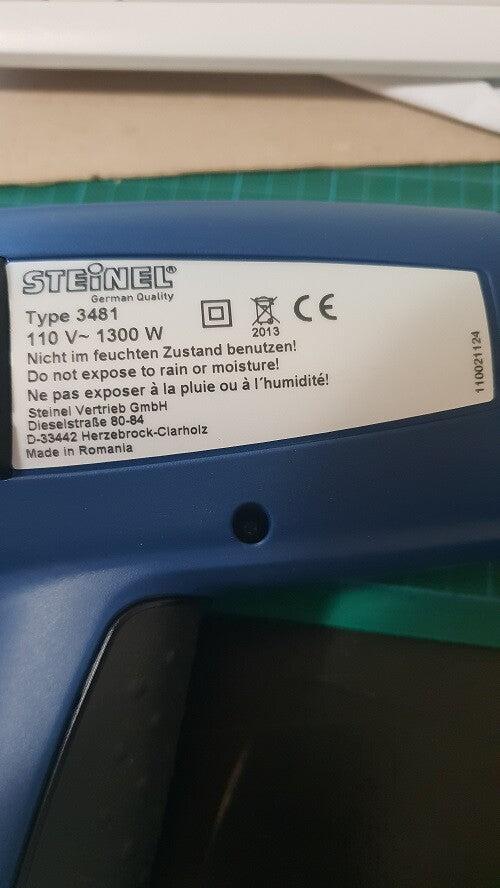 STEINEL®
German Quality
Type 3481
110 V~ 1300 W
2013
CE
Nicht im feuchten Zustand benutzen!
Do not expose to rain or moisture!
Ne pas exposer à la pluie ou à l´humidité!
Steinel Vertrieb GmbH
Dieselstraße 80-84
D-33442 Herzebrock-Clarholz
Made in Romania
110021124